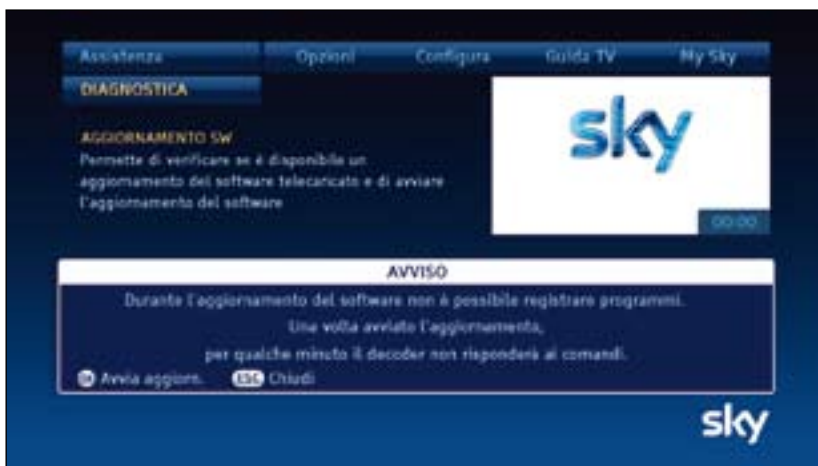 Assistenza Opzioni Configura Guida TV My Sky
DIAGNOSTICA
AGGIORNAMENTO SW
Permette di verificare se è disponibile un
aggiornamento del software telecaricato e di avviare
l'aggiornamento del software
sky
00:00
AVVISO
Durante l'aggiornamento del software non è possibile registrare programmi.
Una volta avviato l'aggiornamento,
per qualche minuto il decoder non risponderà ai comandi.
OK Avvia aggiorn. ESC Chiudi
sky